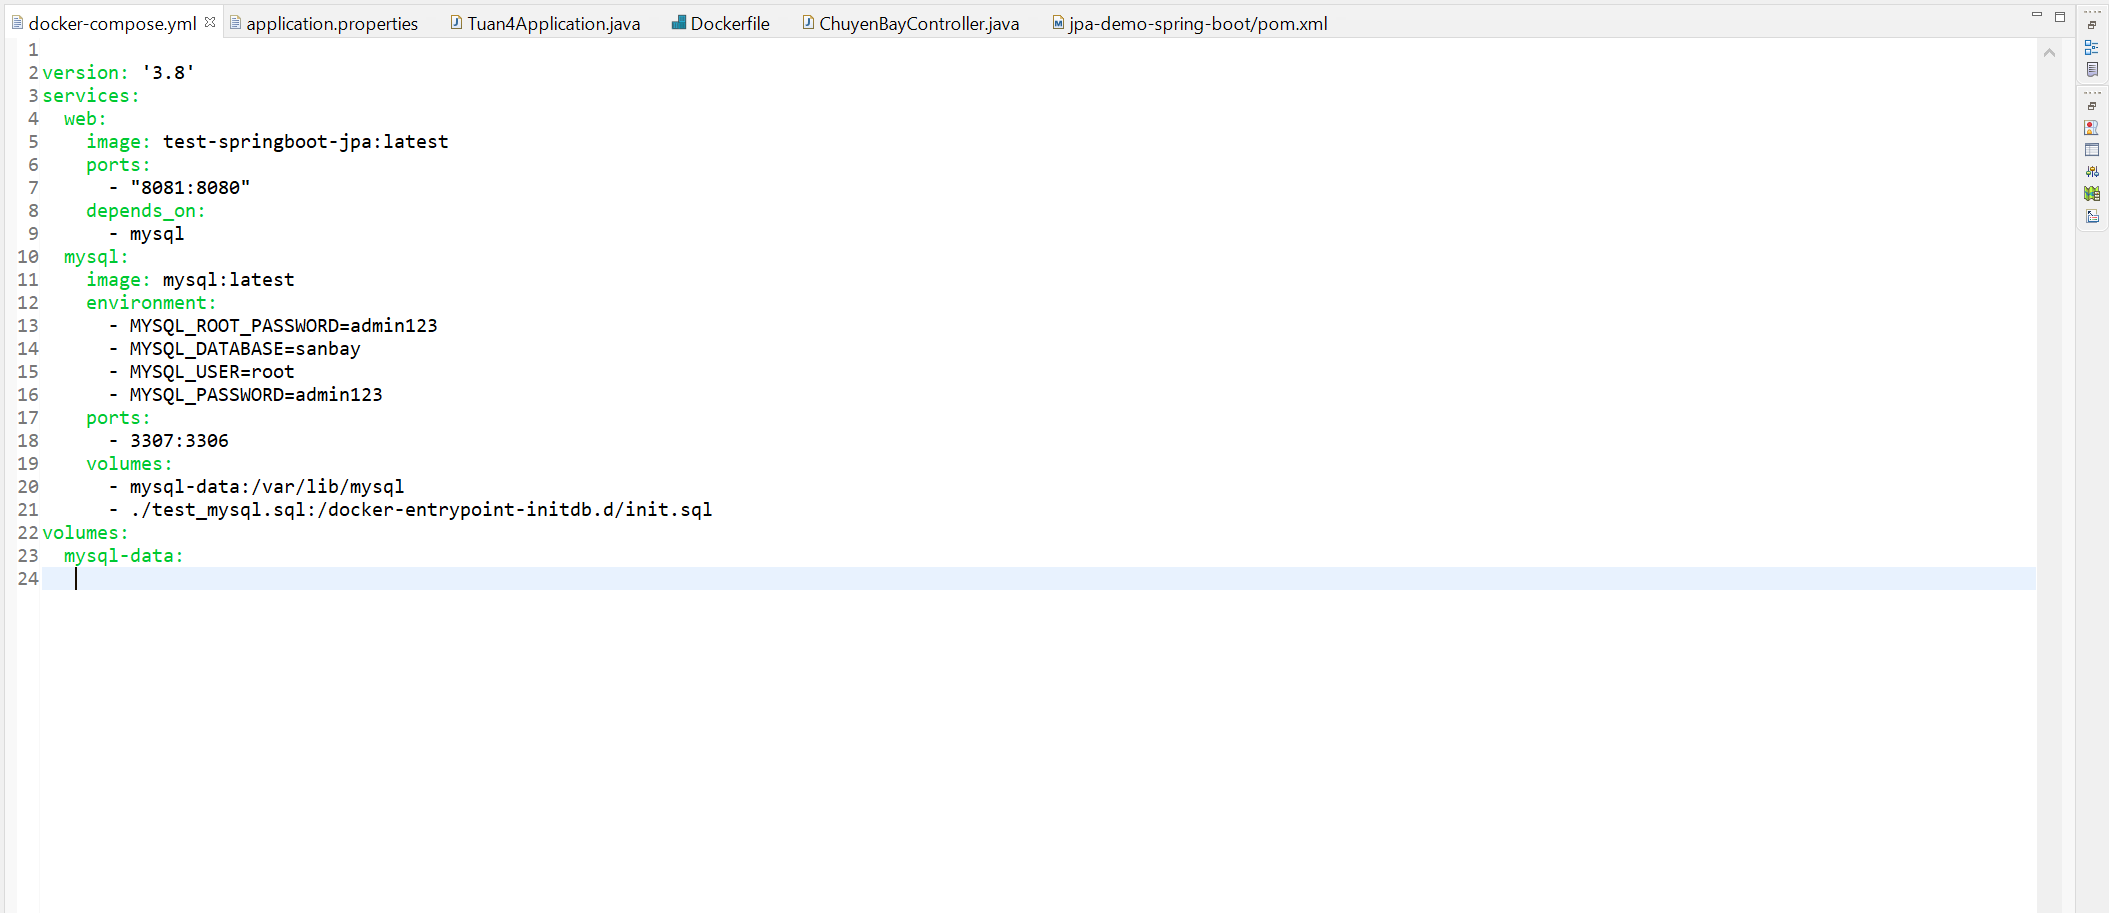 docker-compose.yml application.properties Tuan4Application.java Dockerfile ChuyenBayController.java jpa-demo-spring-boot/pom.xml
1
2 version: '3.8'
3 services:
4   web:
5     image: test-springboot-jpa:latest
6     ports:
7       - "8081:8080"
8     depends_on:
9       - mysql
10   mysql:
11     image: mysql:latest
12     environment:
13       - MYSQL_ROOT_PASSWORD=admin123
14       - MYSQL_DATABASE=sanbay
15       - MYSQL_USER=root
16       - MYSQL_PASSWORD=admin123
17     ports:
18       - 3307:3306
19     volumes:
20       - mysql-data:/var/lib/mysql
21       - ./test_mysql.sql:/docker-entrypoint-initdb.d/init.sql
22 volumes:
23   mysql-data:
24